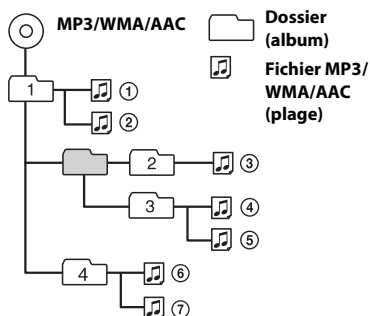 MP3/WMA/AAC
Dossier
(album)
Fichier MP3/
WMA/AAC
(plage)
1
①
②
2
③
3
④
⑤
4
⑥
⑦